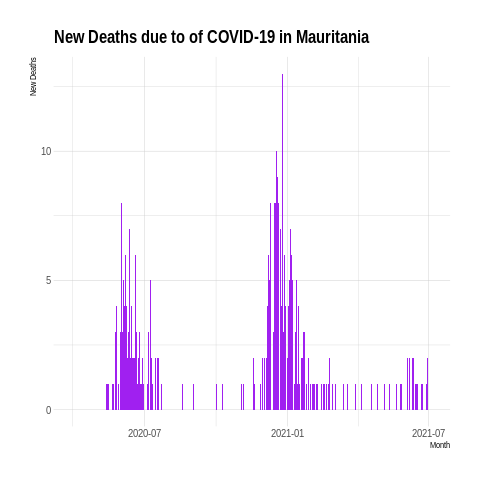 New Deaths due to of COVID-19 in Mauritania
New Deaths
10
5
0
2020-07
2021-01
2021-07
Month